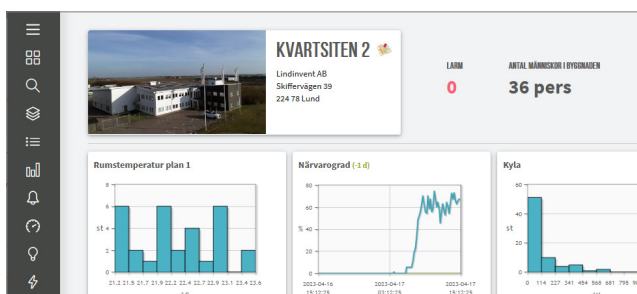 KVARTSITEN 2
Lindinvent AB
Skiffervägen 39
224 78 Lund
LARM
0
ANTAL MÄNNISKOR I BYGGNADEN
36 pers
Rumstemperatur plan 1
8
6
st 4
2
0
21.2 21.5 21.7 21.9 22.2 22.4 22.7 22.9 23.1 23.4 23.6
Närvarograd (-1 d)
80
60
st 40
20
0
2023-04-16 2023-04-17 2023-04-17
15:12:25 03:12:25 15:12:25
Kyla
60
40
st
20
0
0 114 227 341 454 568 681 795